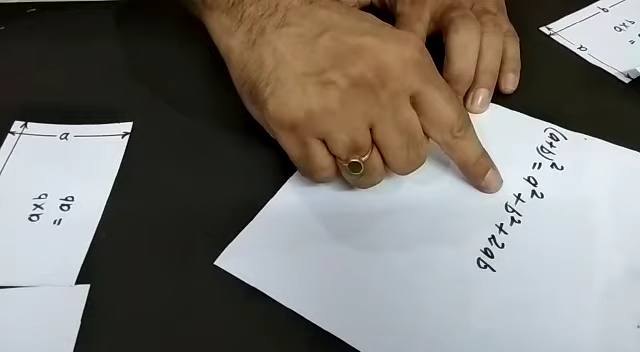 (a+b)² = a²
+ b² + 2ab
a
ab =
a×b
a
a×b